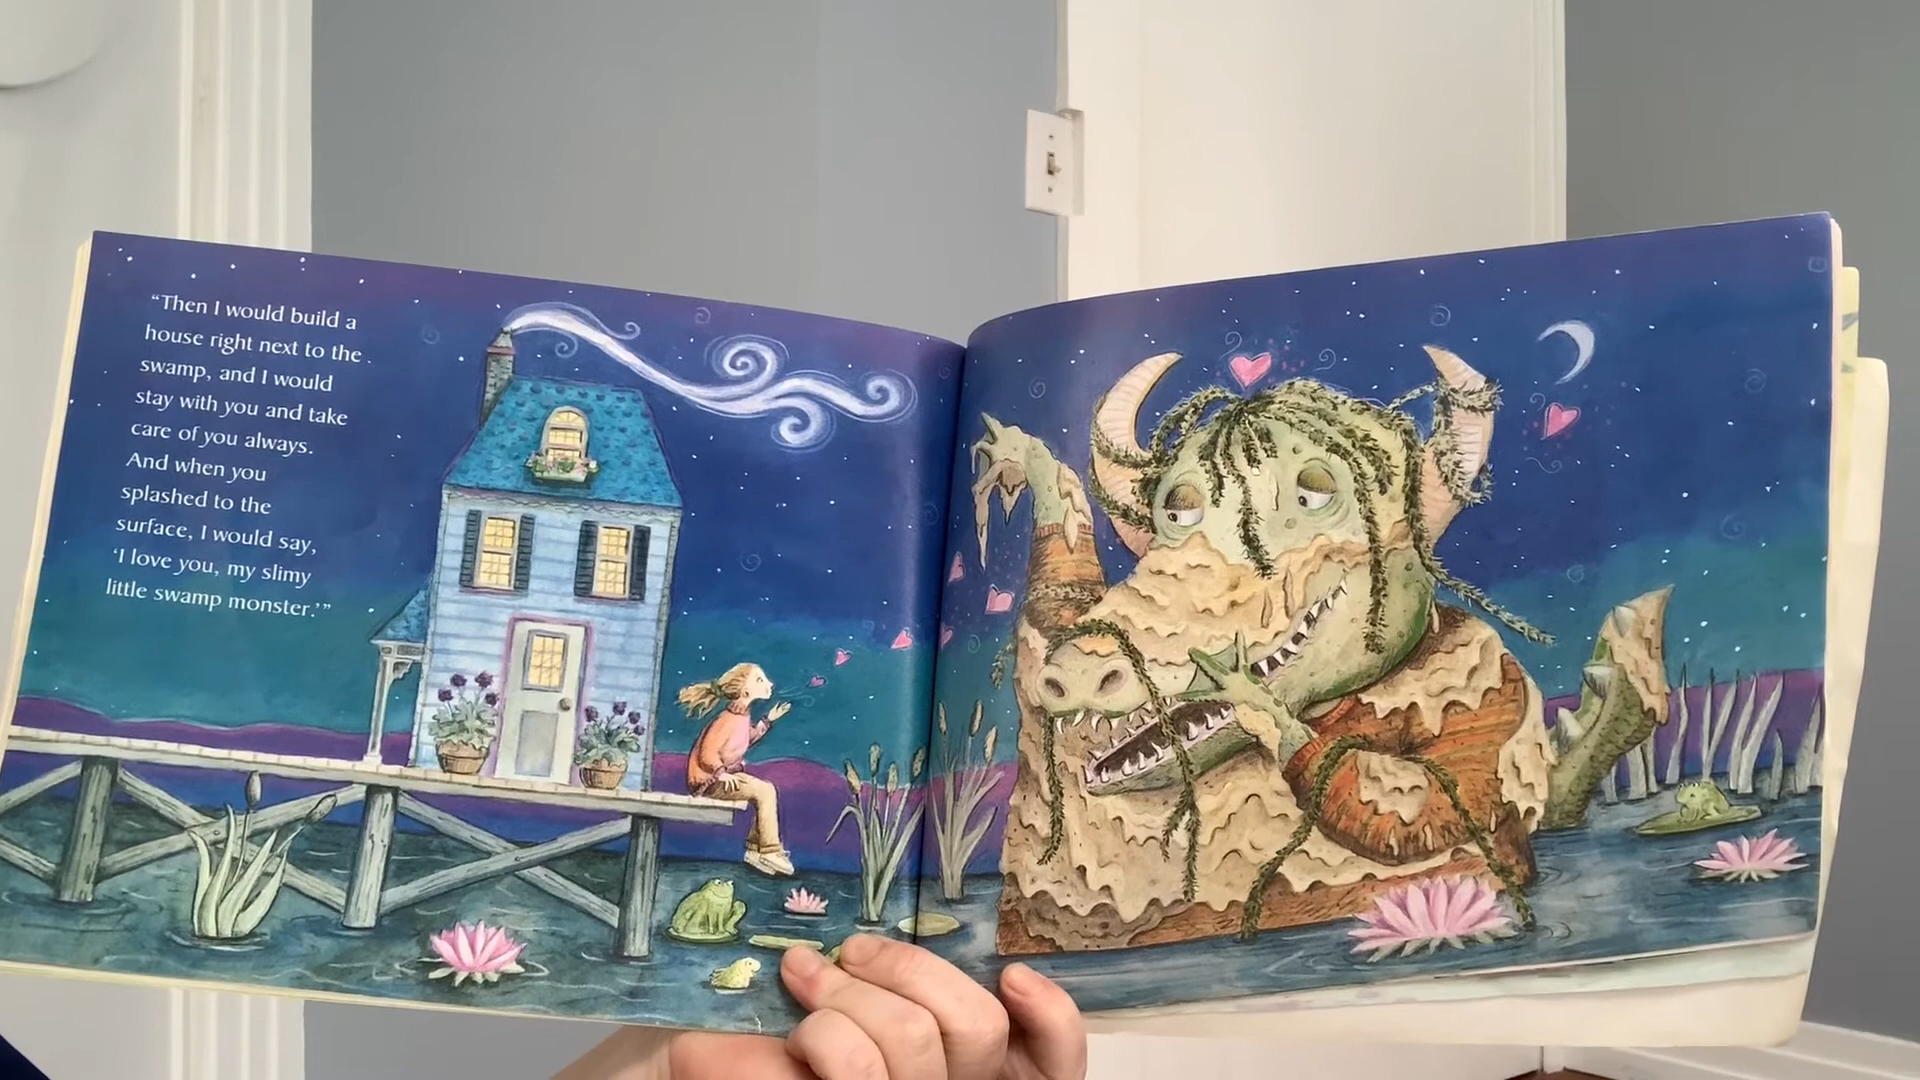 “Then I would build a
house right next to the
swamp, and I would
stay with you and take
care of you always.
And when you
splashed to the
surface, I would say,
‘I love you, my slimy
little swamp monster.’”